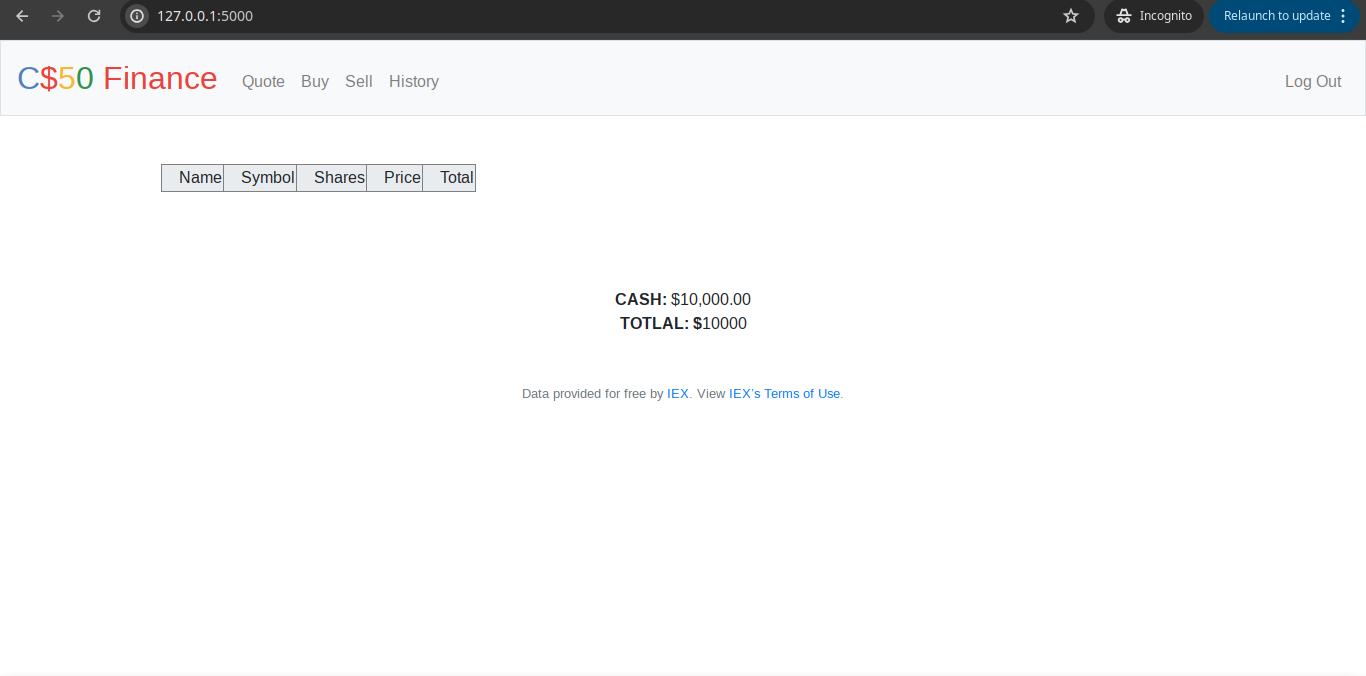 127.0.0.1:5000 Incognito Relaunch to update
C$50 Finance Quote Buy Sell History Log Out
Name Symbol Shares Price Total
CASH: $10,000.00
TOTLAL: $10000
Data provided for free by IEX. View IEX's Terms of Use.